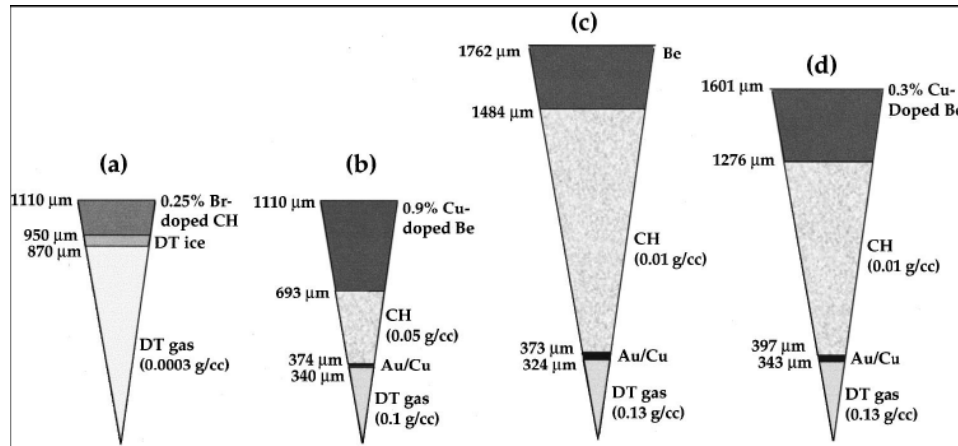 (a)
1110 μm
0.25% Br-
doped CH
950 μm
DT ice
870 μm
DT gas
(0.0003 g/cc)
(b)
1110 μm
0.9% Cu-
doped Be
693 μm
CH
(0.05 g/cc)
374 μm
Au/Cu
340 μm
DT gas
(0.1 g/cc)
(c)
1762 μm
Be
1484 μm
CH
(0.01 g/cc)
373 μm
Au/Cu
324 μm
DT gas
(0.13 g/cc)
(d)
1601 μm
0.3% Cu-
Doped Be
1276 μm
CH
(0.01 g/cc)
397 μm
Au/Cu
343 μm
DT gas
(0.13 g/cc)